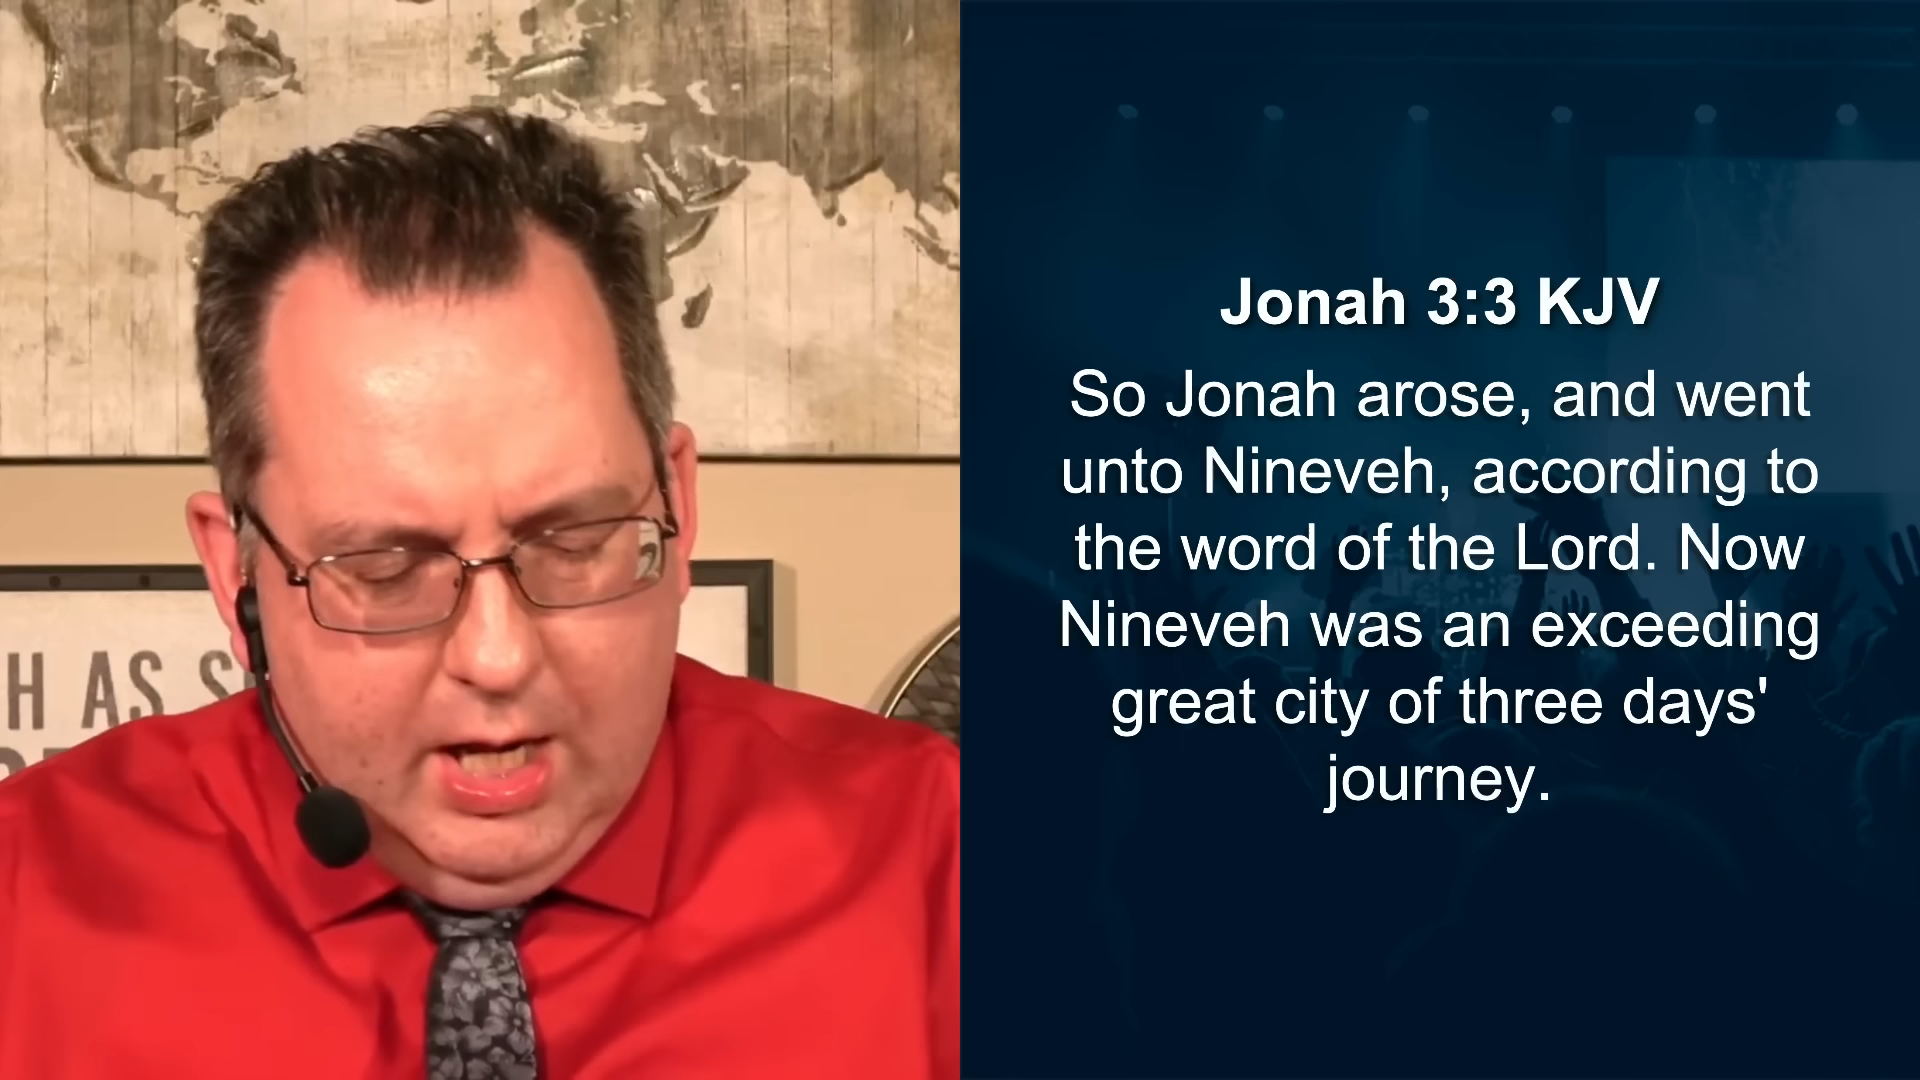 H AS
Jonah 3:3 KJV
So Jonah arose, and went
unto Nineveh, according to
the word of the Lord. Now
Nineveh was an exceeding
great city of three days'
journey.